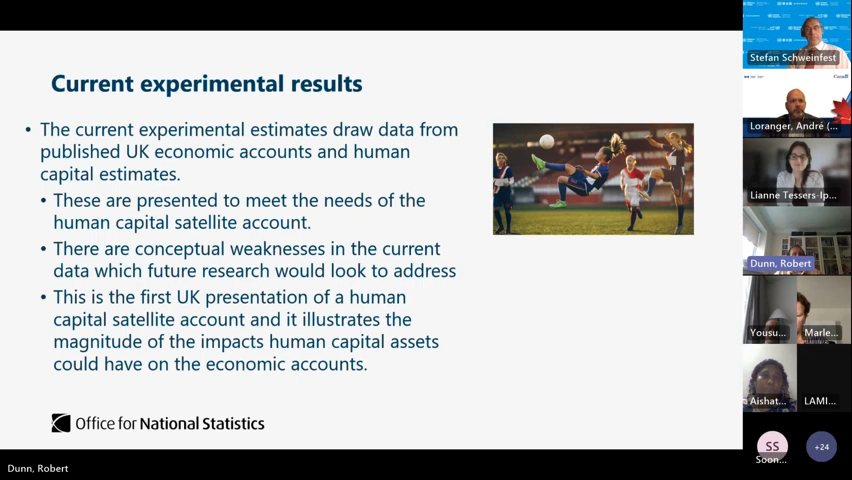 Current experimental results
• The current experimental estimates draw data from
published UK economic accounts and human
capital estimates.
• These are presented to meet the needs of the
human capital satellite account.
• There are conceptual weaknesses in the current
data which future research would look to address
• This is the first UK presentation of a human
capital satellite account and it illustrates the
magnitude of the impacts human capital assets
could have on the economic accounts.
Office for National Statistics
Dunn, Robert
Stefan Schweinfest
Loranger, André (...
Lianne Tessers-Ip...
Dunn, Robert
Yousu...
Marle...
Aishat...
LAMI...
SS
Soon...
+24